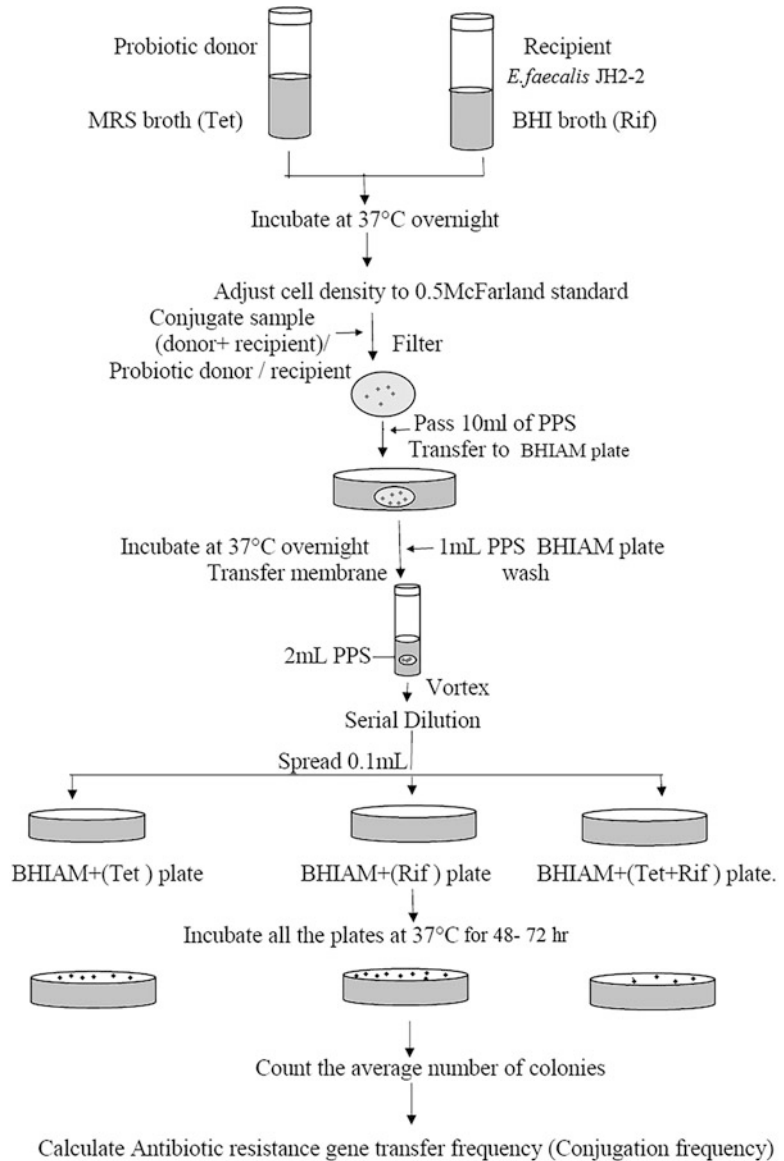 Probiotic donor
Recipient
E.faecalis JH2-2
MRS broth (Tet)
BHI broth (Rif)
Incubate at 37°C overnight
Adjust cell density to 0.5McFarland standard
Conjugate sample
(donor+ recipient)/
Probiotic donor / recipient
Filter
Pass 10ml of PPS
Transfer to BHIAM plate
Incubate at 37°C overnight
Transfer membrane
1mL PPS BHIAM plate
wash
2mL PPS
Vortex
Serial Dilution
Spread 0.1mL
BHIAM+(Tet ) plate
BHIAM+(Rif ) plate
BHIAM+(Tet+Rif ) plate.
Incubate all the plates at 37°C for 48- 72 hr
Count the average number of colonies
Calculate Antibiotic resistance gene transfer frequency (Conjugation frequency)